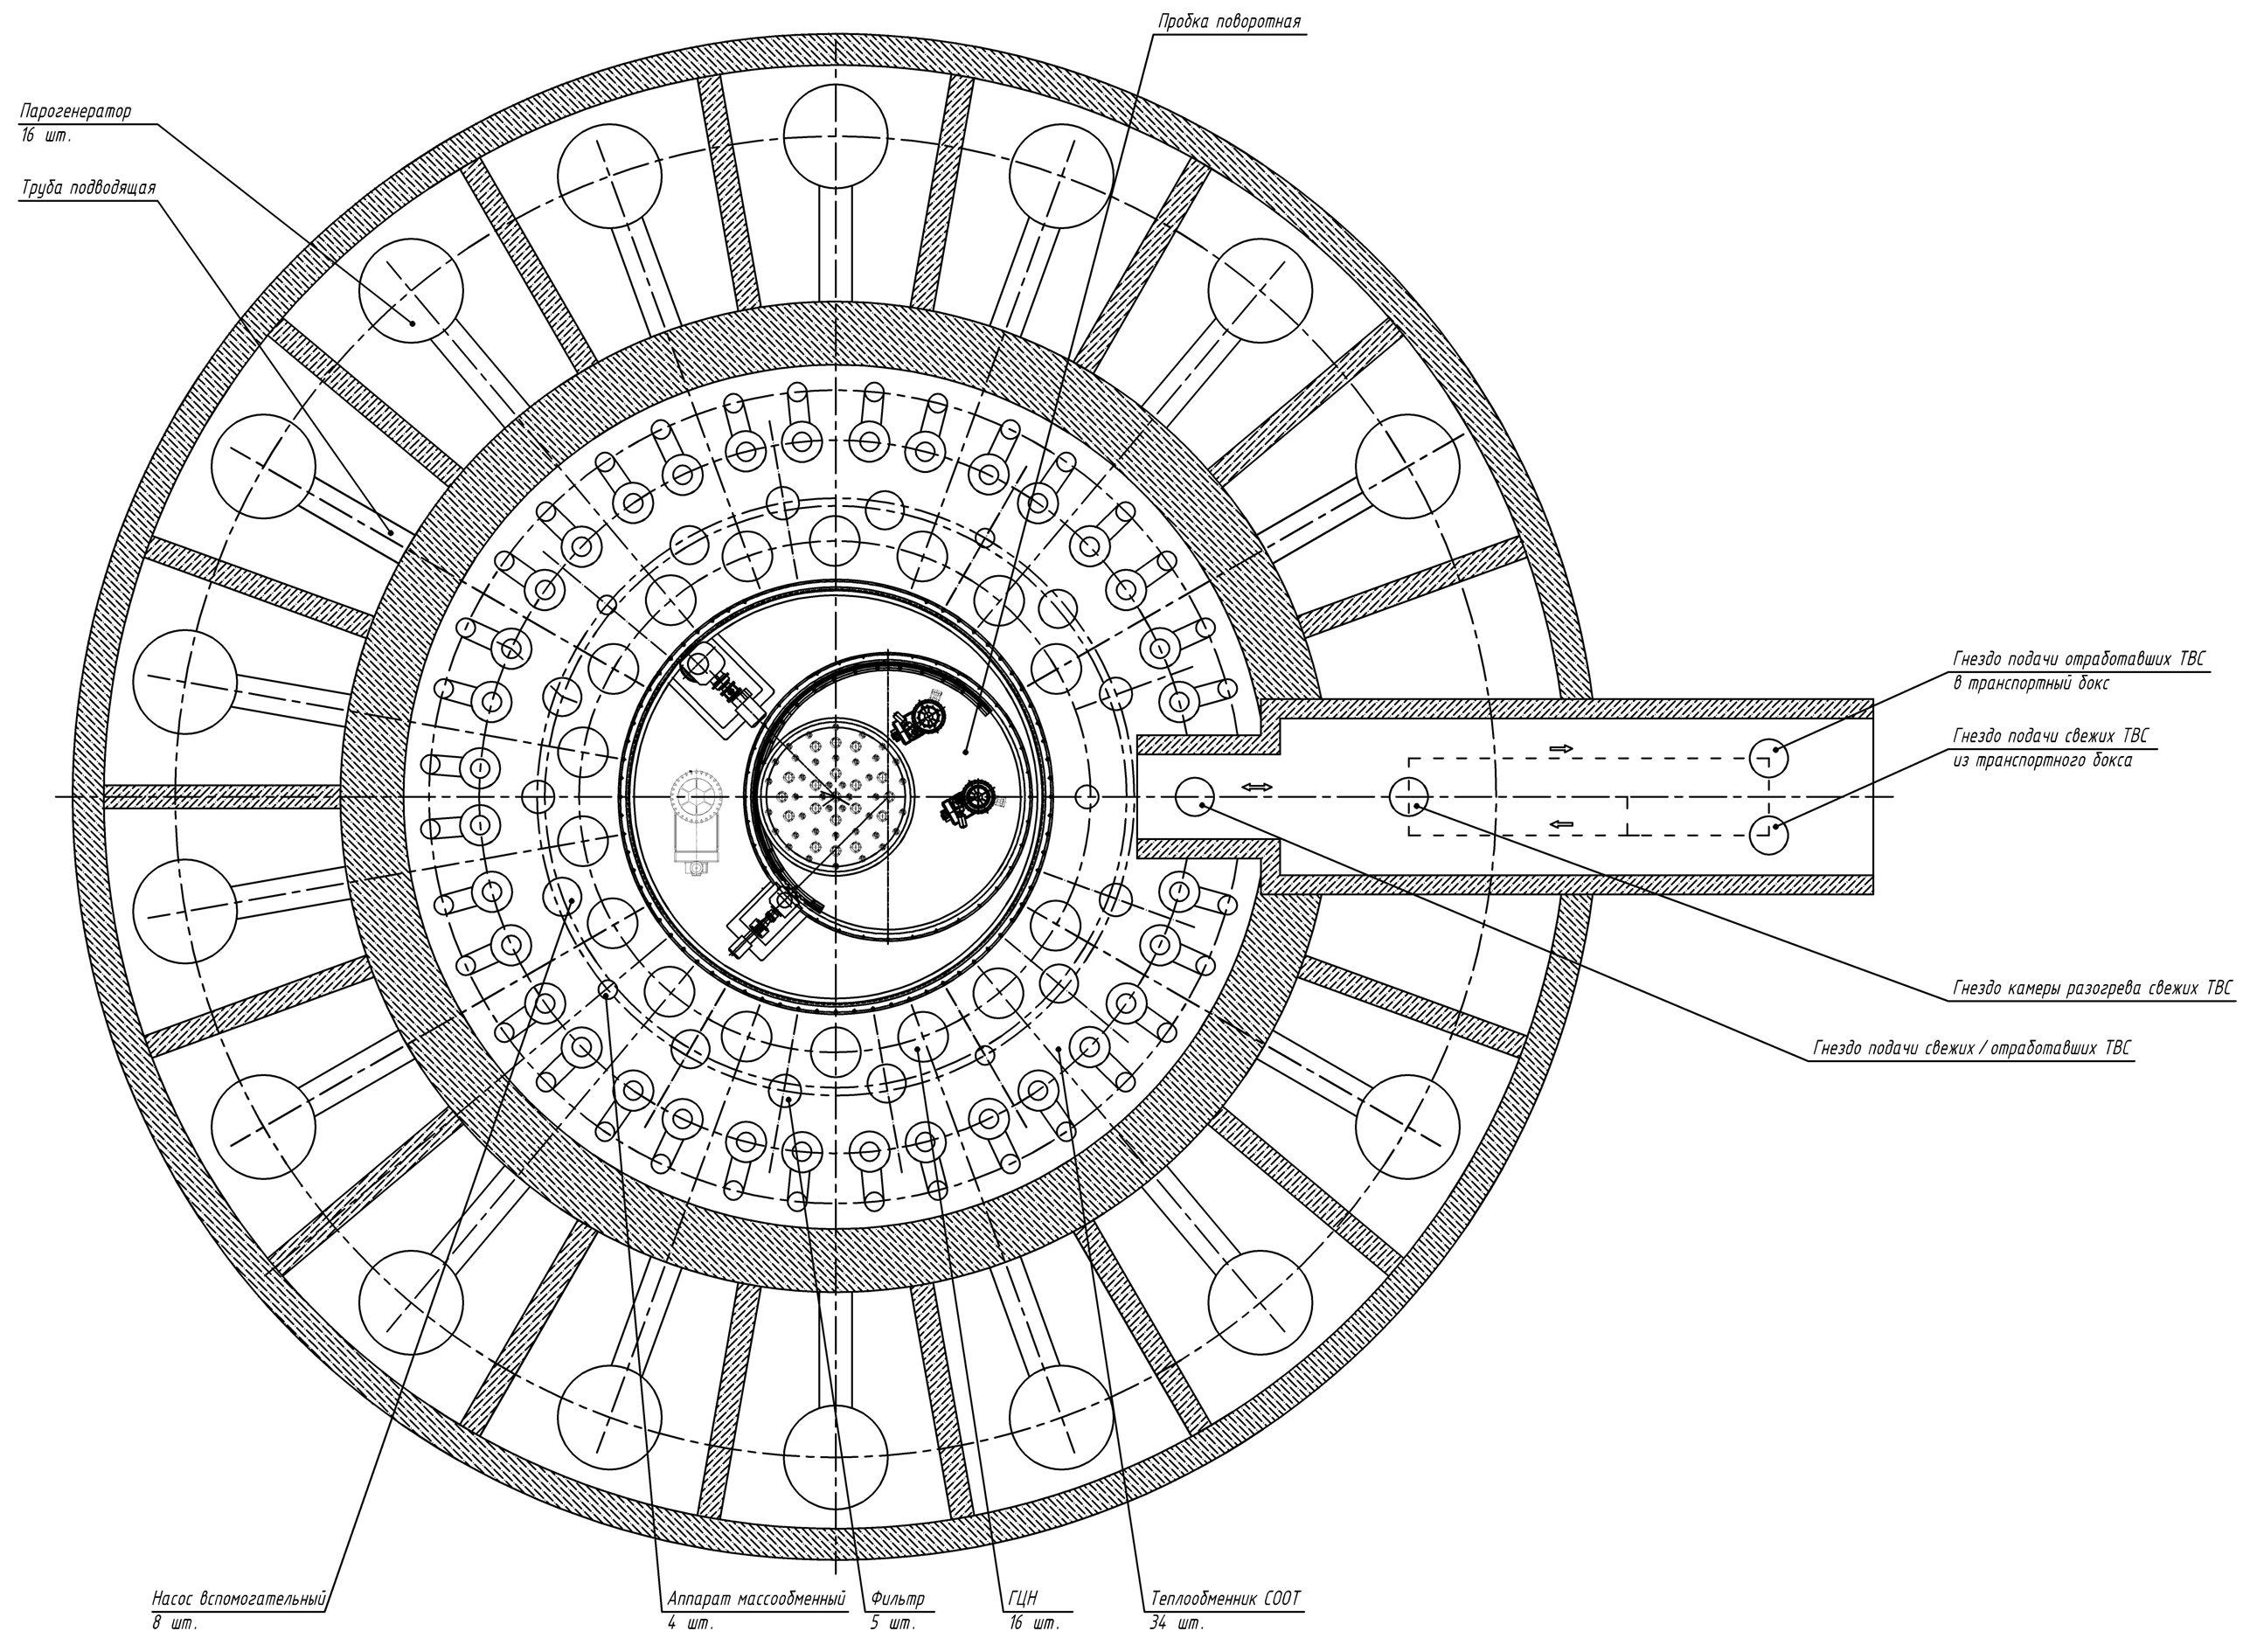 Пробка поворотная
Парогенератор
16 шт.
Труба подводящая
Гнездо подачи отработавших ТВС
в транспортный бокс
Гнездо подачи свежих ТВС
из транспортного бокса
Гнездо камеры разогрева свежих ТВС
Гнездо подачи свежих / отработавших ТВС
Насос вспомогательный
8 шт.
Аппарат массообменный
4 шт.
Фильтр
5 шт.
ГЦН
16 шт.
Теплообменник СООТ
34 шт.